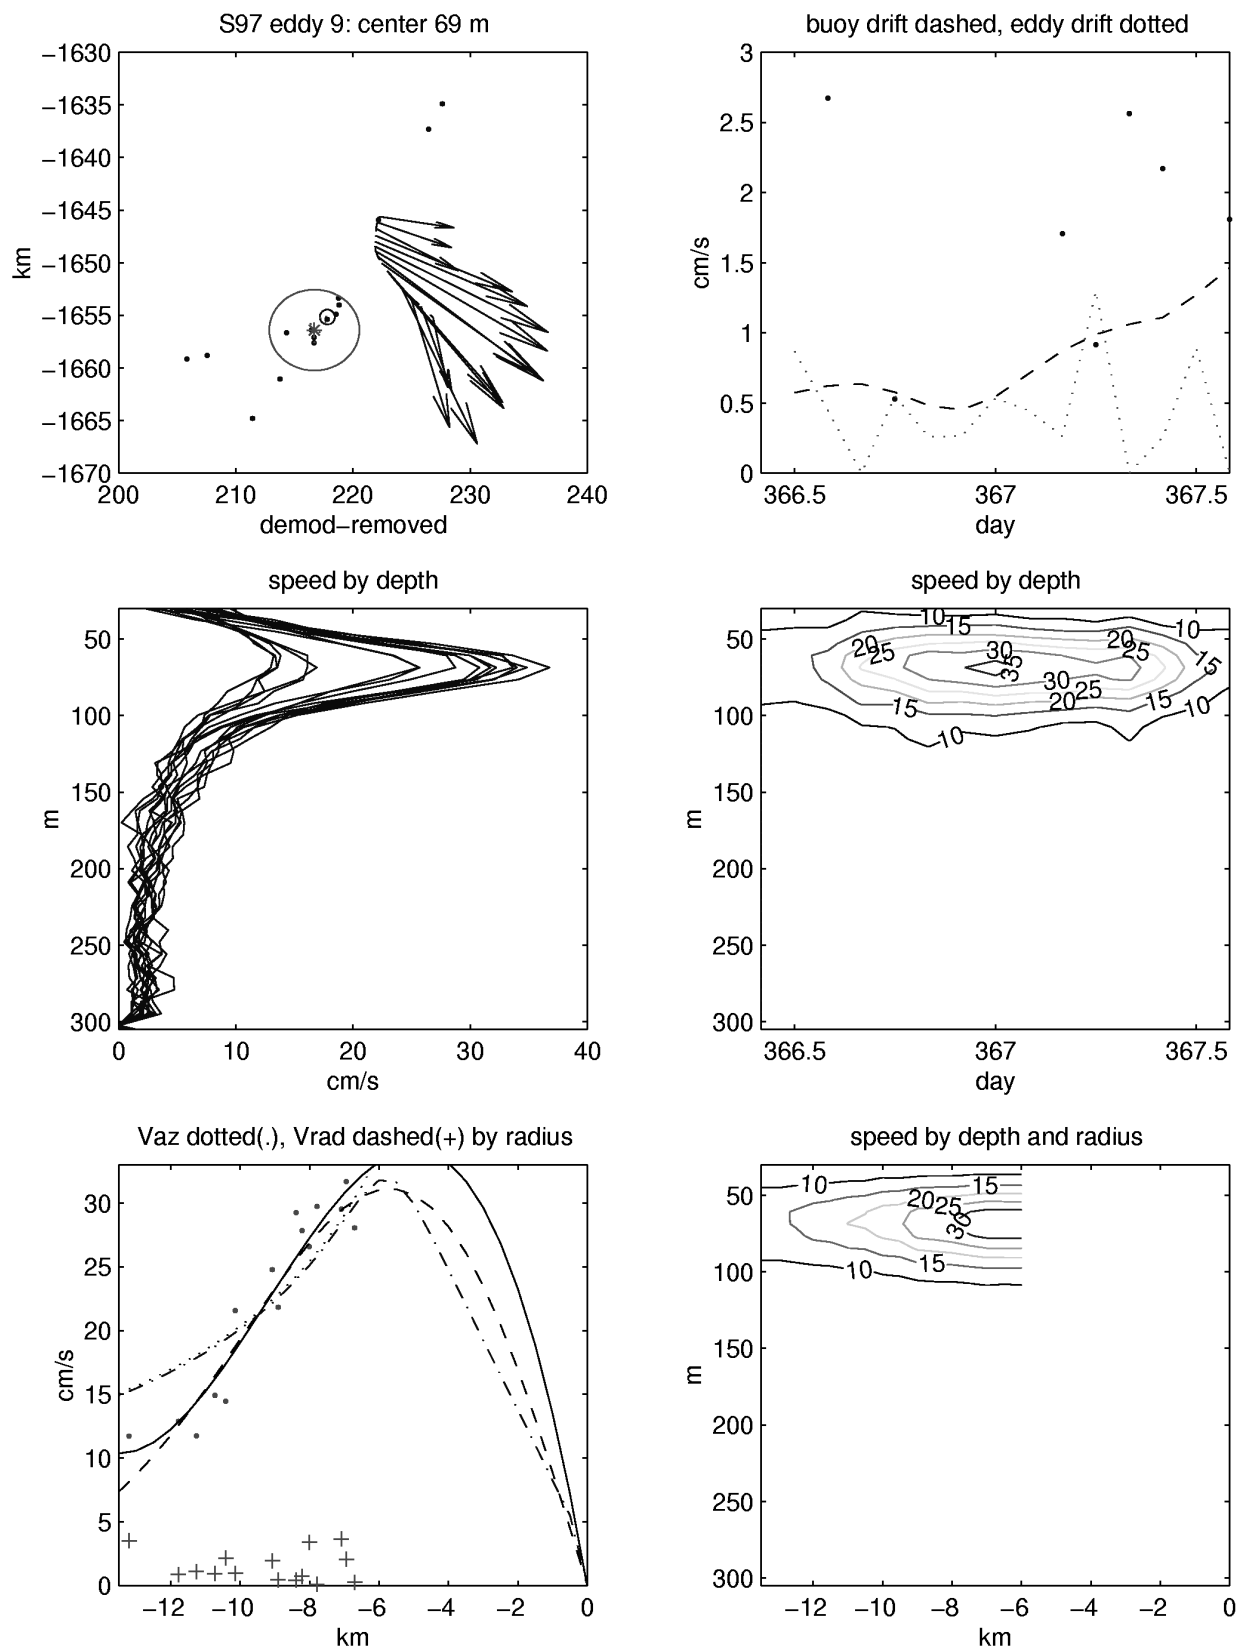 S97 eddy 9: center 69 m
−1630
−1635
−1640
−1645
−1650
−1655
−1660
−1665
−1670
km
200 210 220 230 240
demod−removed
buoy drift dashed, eddy drift dotted
3
2.5
2
1.5
1
0.5
0
cm/s
366.5 367 367.5
day
speed by depth
50
100
150
200
250
300
m
0 10 20 30 40
cm/s
speed by depth
50
100
150
200
250
300
m
10 15 10
20 25 30 35 20 25 15
30 25 20 15 10
15 10
366.5 367 367.5
day
Vaz dotted(.), Vrad dashed(+) by radius
30
25
20
15
10
5
0
cm/s
−12 −10 −8 −6 −4 −2 0
km
speed by depth and radius
50
100
150
200
250
300
m
10 20 25 15
30
10 15
−12 −10 −8 −6 −4 −2 0
km